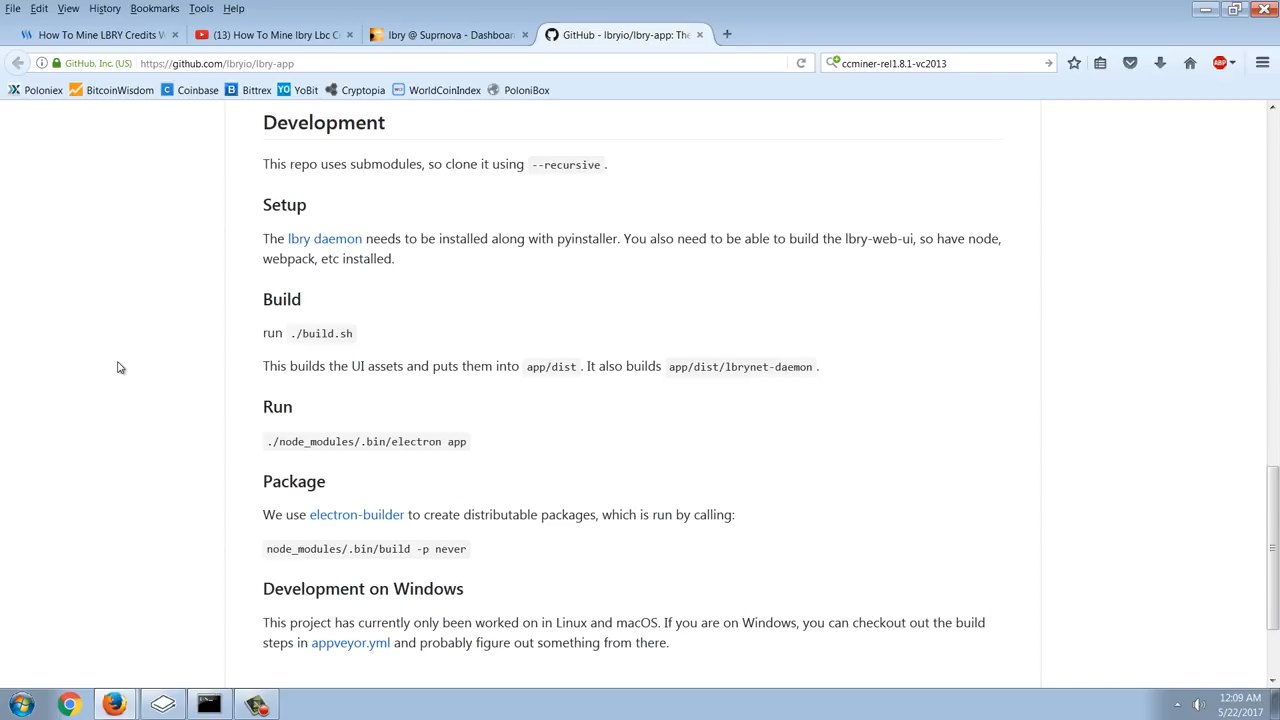 File Edit View History Bookmarks Tools Help
How To Mine LBRY Credits V
(13) How To Mine lbry Lbc C
lbry @ Suprnova - Dashboard
GitHub - lbryio/lbry-app: The
GitHub, Inc. (US) https://github.com/lbryio/lbry-app
ccminer-rel1.8.1-vc2013
ABP
Poloniex BitcoinWisdom Coinbase Bittrex YoBit Cryptopia WorldCoinIndex PoloniBox
Development
This repo uses submodules, so clone it using --recursive.
Setup
The lbry daemon needs to be installed along with pyinstaller. You also need to be able to build the lbry-web-ui, so have node,
webpack, etc installed.
Build
run ./build.sh
This builds the UI assets and puts them into app/dist. It also builds app/dist/lbrynet-daemon.
Run
./node_modules/.bin/electron app
Package
We use electron-builder to create distributable packages, which is run by calling:
node_modules/.bin/build -p never
Development on Windows
This project has currently only been worked on in Linux and macOS. If you are on Windows, you can checkout out the build
steps in appveyor.yml and probably figure out something from there.
12:09 AM
5/22/2017